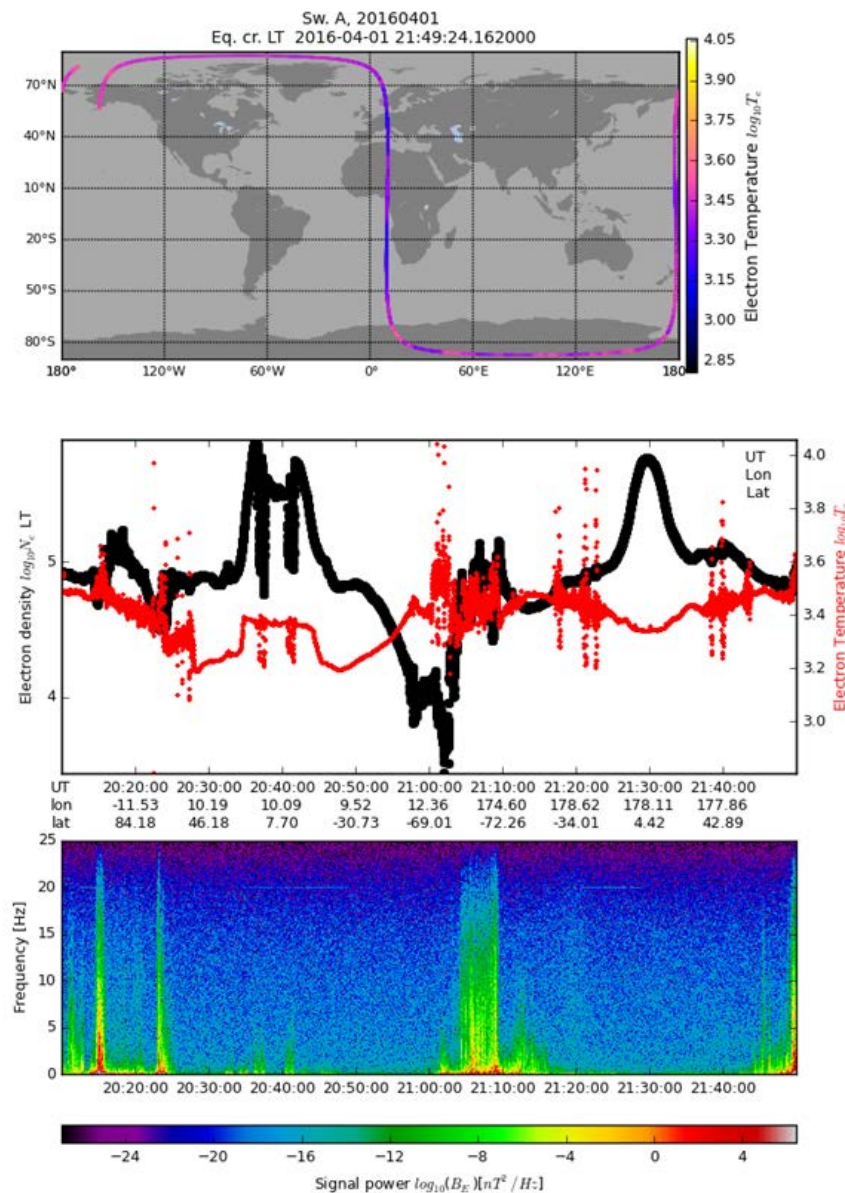 Sw. A, 20160401
Eq. cr. LT 2016-04-01 21:49:24.162000
70°N
40°N
10°N
20°S
50°S
80°S
180° 120°W 60°W 0° 60°E 120°E 180°
4.05
3.90
3.75
3.60
3.45
3.30
3.15
3.00
2.85
Electron Temperature log₁₀Tₑ
Electron density log₁₀Nₑ LT
5
4
UT
Lon
Lat
4.0
3.8
3.6
3.4
3.2
3.0
Electron Temperature log₁₀Tₑ
UT 20:20:00 20:30:00 20:40:00 20:50:00 21:00:00 21:10:00 21:20:00 21:30:00 21:40:00
lon -11.53 10.19 10.09 9.52 12.36 174.60 178.62 178.11 177.86
lat 84.18 46.18 7.70 -30.73 -69.01 -72.26 -34.01 4.42 42.89
Frequency [Hz]
25
20
15
10
5
0
20:20:00 20:30:00 20:40:00 20:50:00 21:00:00 21:10:00 21:20:00 21:30:00 21:40:00
−24 −20 −16 −12 −8 −4 0 4
Signal power log₁₀(B_E)[nT²/Hz]